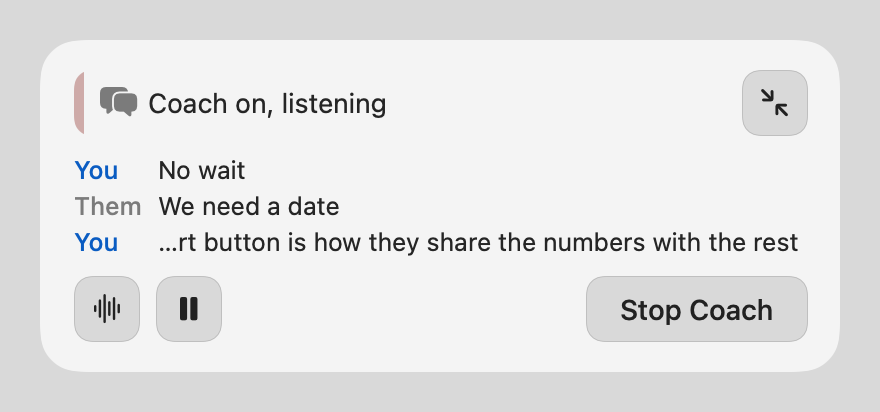 Coach on, listening
You No wait
Them We need a date
You ...rt button is how they share the numbers with the rest
Stop Coach